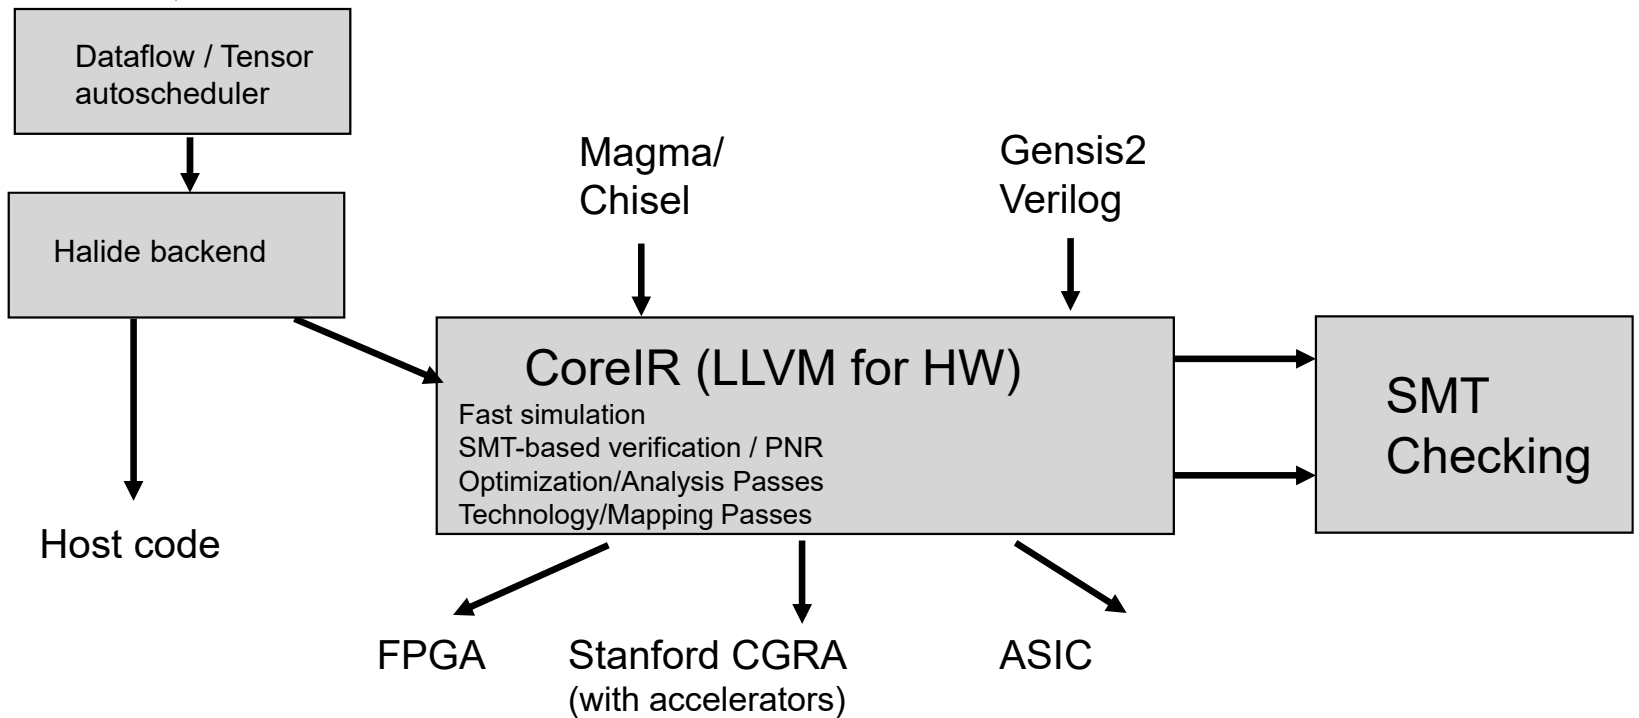 Dataflow / Tensor
autoscheduler
Magma/
Chisel
Gensis2
Verilog
Halide backend
CoreIR (LLVM for HW)
Fast simulation
SMT-based verification / PNR
Optimization/Analysis Passes
Technology/Mapping Passes
SMT
Checking
Host code
FPGA
Stanford CGRA
(with accelerators)
ASIC